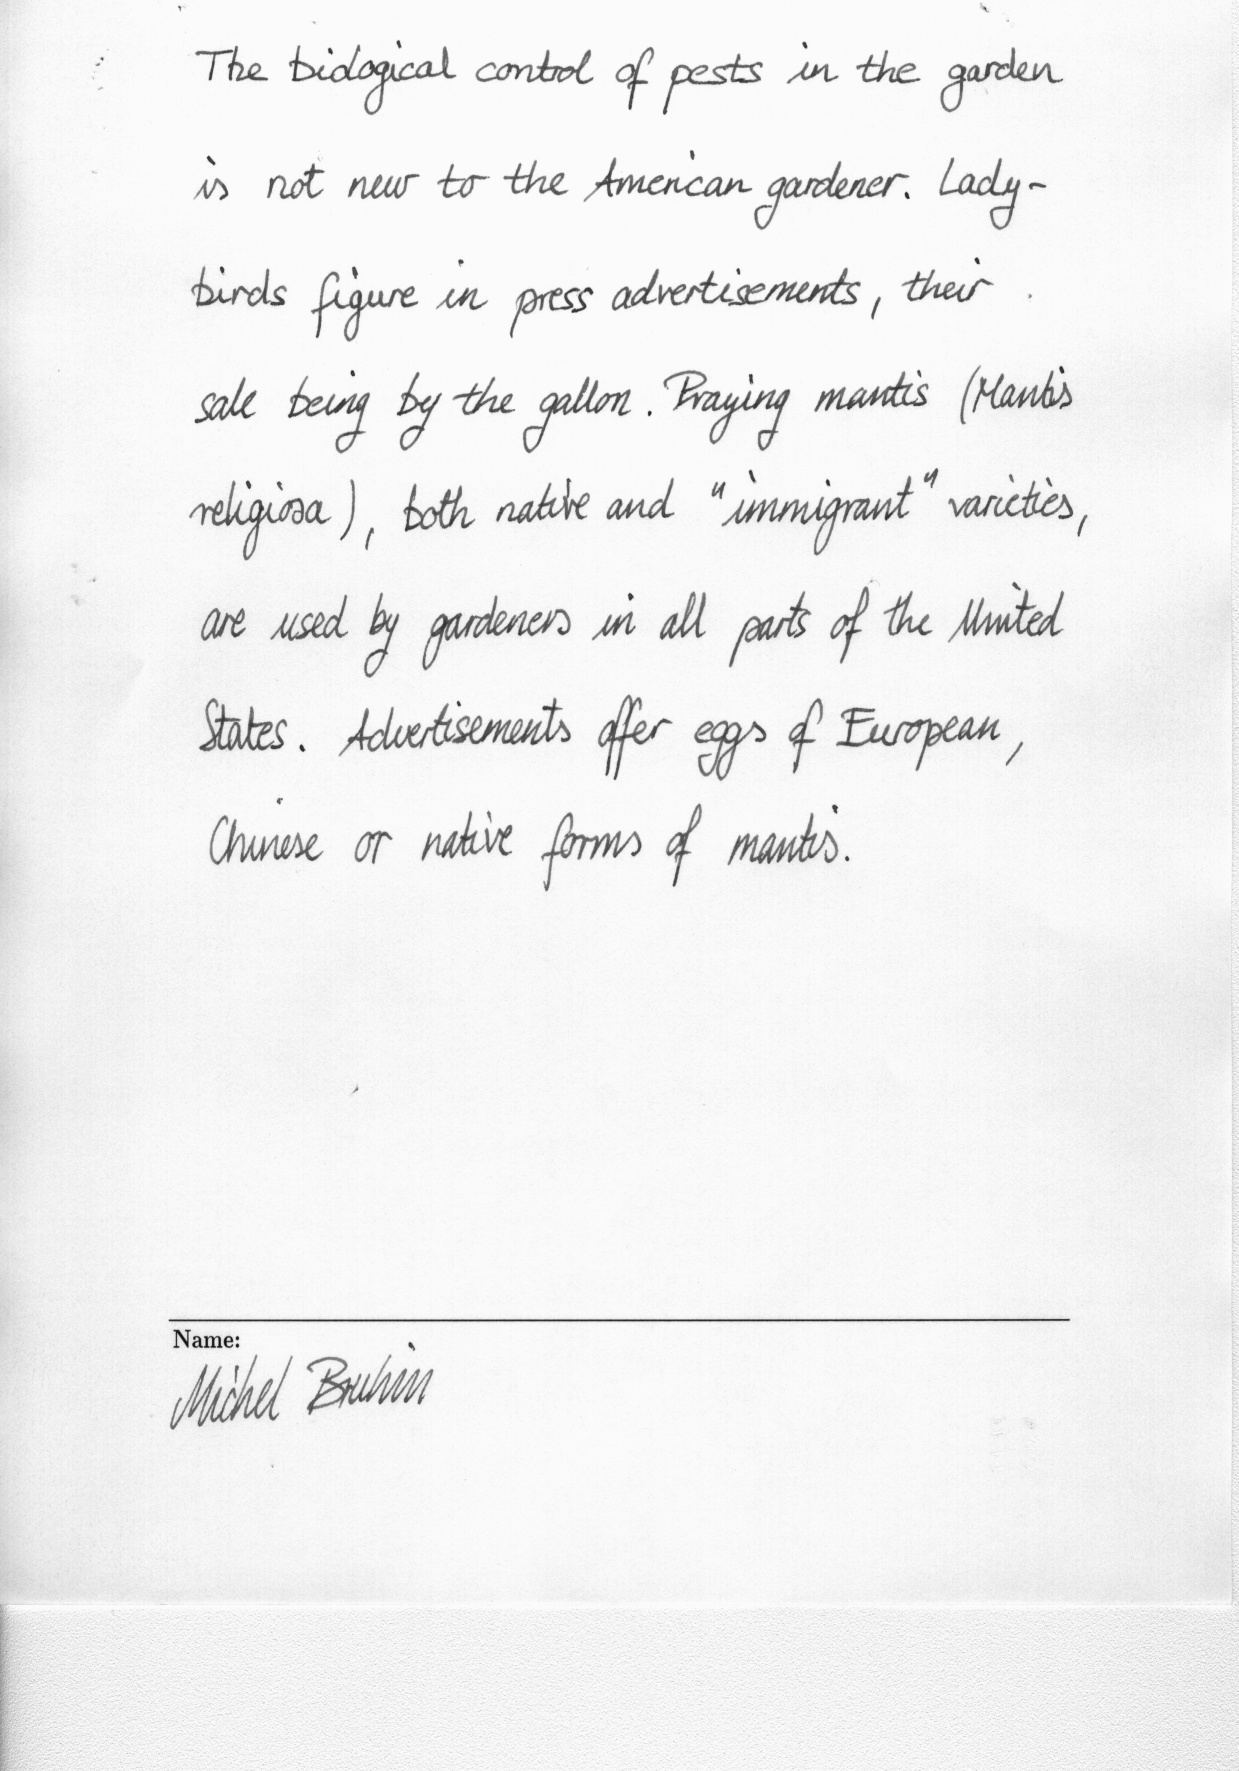 The biological control of pests in the garden
is not new to the American gardener. Lady-
birds figure in press advertisements, their
sale being by the gallon. Praying mantis (Mantis
religiosa), both native and "immigrant" varieties,
are used by gardeners in all parts of the United
States. Advertisements offer eggs of European,
Chinese or native forms of mantis.
Name:
Michel Bruhin